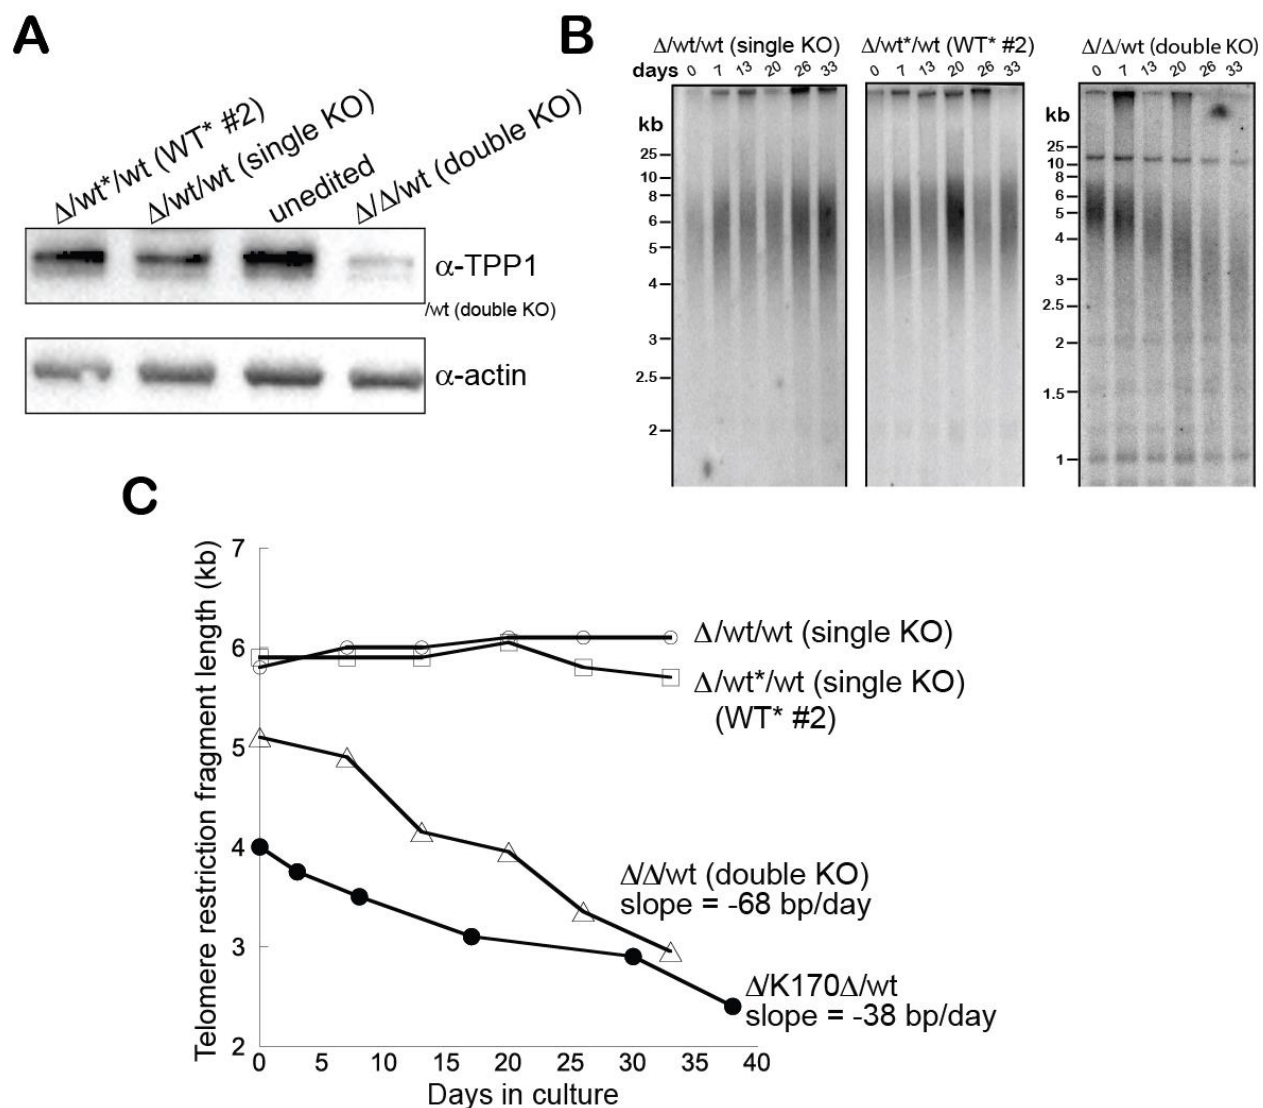 A
Δ/wt*/wt (WT* #2)
Δ/wt/wt (single KO)
unedited
Δ/Δ/wt (double KO)
α-TPP1
/wt (double KO)
α-actin
B
Δ/wt/wt (single KO)
days 0 7 13 20 26 33
kb
25
10
8
6
5
4
3
2.5
2
Δ/wt*/wt (WT* #2)
0 7 13 20 26 33
Δ/Δ/wt (double KO)
0 7 13 20 26 33
kb
25
10
8
6
5
4
3
2.5
2
1.5
1
C
Telomere restriction fragment length (kb)
7
6
5
4
3
2
Δ/wt/wt (single KO)
Δ/wt*/wt (single KO)
(WT* #2)
Δ/Δ/wt (double KO)
slope = -68 bp/day
Δ/K170Δ/wt
slope = -38 bp/day
0 5 10 15 20 25 30 35 40
Days in culture